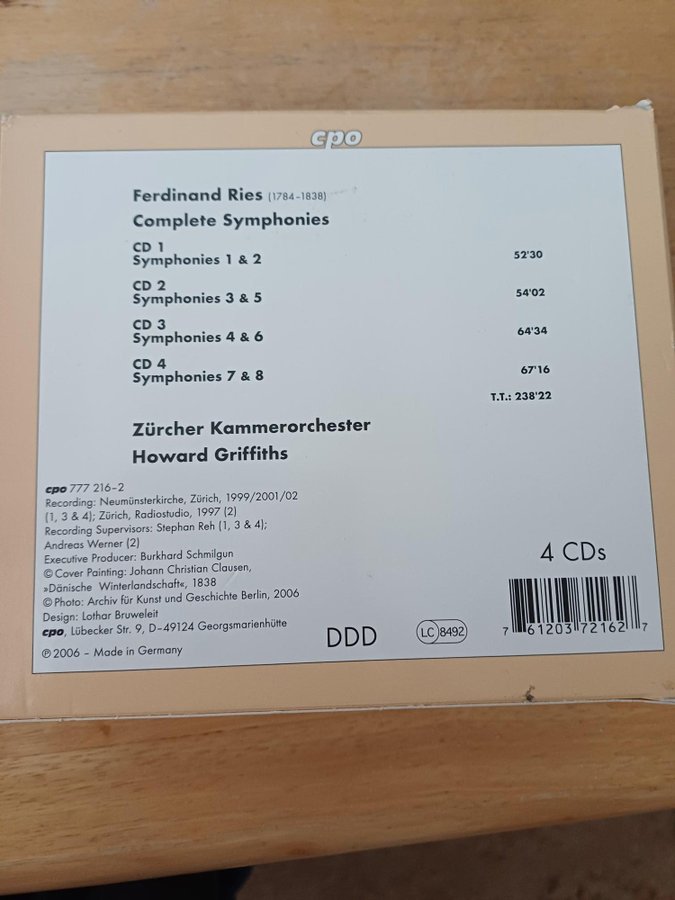 cpo
Ferdinand Ries (1784–1838)
Complete Symphonies
CD 1
Symphonies 1 & 2 52'30
CD 2
Symphonies 3 & 5 54'02
CD 3
Symphonies 4 & 6 64'34
CD 4
Symphonies 7 & 8 67'16
T.T.: 238'22
Zürcher Kammerorchester
Howard Griffiths
cpo 777 216–2
Recording: Neumünsterkirche, Zürich, 1999/2001/02
(1, 3 & 4); Zürich, Radiostudio, 1997 (2)
Recording Supervisors: Stephan Reh (1, 3 & 4);
Andreas Werner (2)
Executive Producer: Burkhard Schmilgun
© Cover Painting: Johann Christian Clausen,
»Dänische Winterlandschaft«, 1838
© Photo: Archiv für Kunst und Geschichte Berlin, 2006
Design: Lothar Bruweleit
cpo, Lübecker Str. 9, D–49124 Georgsmarienhütte
℗ 2006 – Made in Germany
DDD
LC 8492
4 CDs
7 61203 72162 7